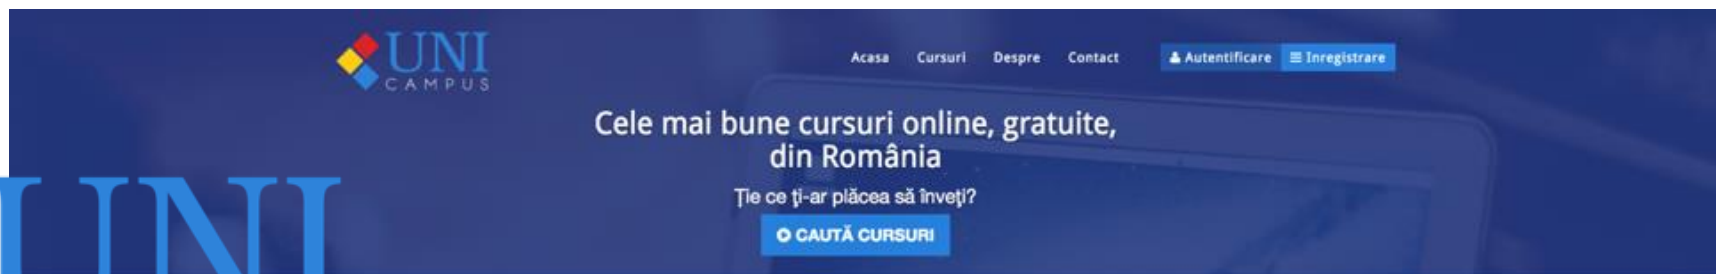 UNI
CAMPUS
Acasa Cursuri Despre Contact Autentificare Inregistrare
Cele mai bune cursuri online, gratuite,
din România
Ţie ce ţi-ar plăcea să înveţi?
CAUTĂ CURSURI
UNI